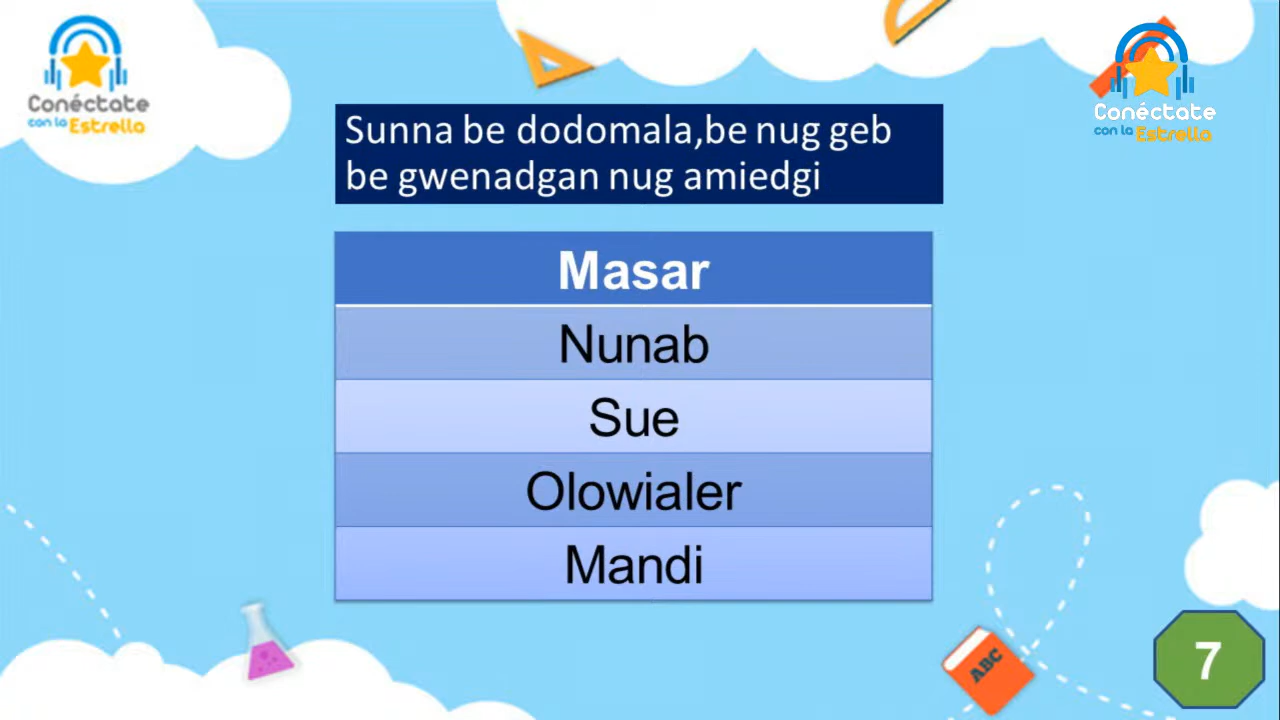 Conéctate
con la Estrella
Conéctate
con la Estrella
Sunna be dodomala,be nug geb
be gwenadgan nug amiedgi
Masar
Nunab
Sue
Olowialer
Mandi
ABC
7